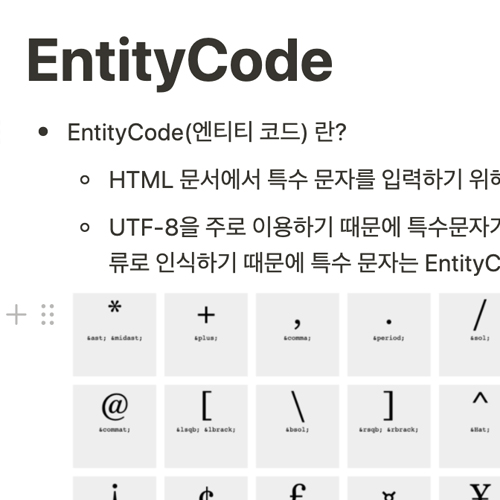 EntityCode
EntityCode(엔티티 코드) 란?
HTML 문서에서 특수 문자를 입력하기 위해
UTF-8을 주로 이용하기 때문에 특수문자가
류로 인식하기 때문에 특수 문자는 EntityC
* + , . /
&ast; &midast; &plus; &comma; &period; &sol;
@ [ \ ] ^
&commat; &lsqb; &lbrack; &bsol; &rsqb; &rbrack; &Hat;
¡ ¢ £ ¤ ¥